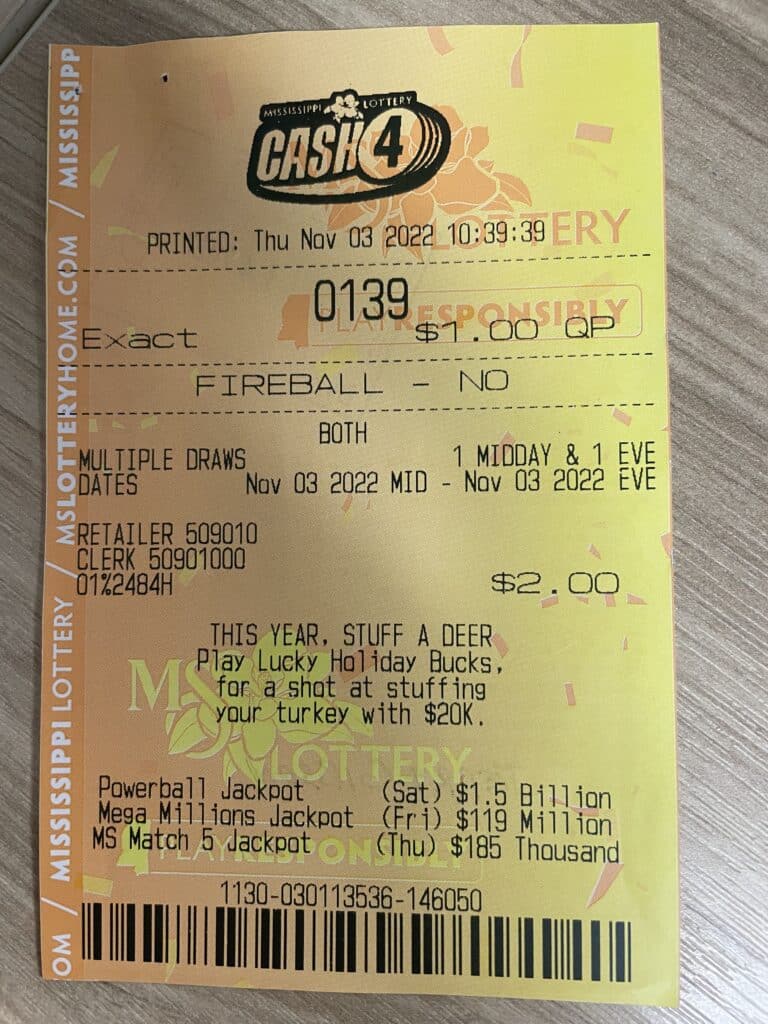 MISSISSIPPI LOTTERY
CASH 4
LOTTERY
PRINTED: Thu Nov 03 2022 10:39:39
0139
PLAY RESPONSIBLY
Exact $1.00 QP
FIREBALL - NO
BOTH
MULTIPLE DRAWS 1 MIDDAY & 1 EVE
DATES Nov 03 2022 MID - Nov 03 2022 EVE
RETAILER 509010
CLERK 50901000
01%2484H $2.00
THIS YEAR, STUFF A DEER
Play Lucky Holiday Bucks,
for a shot at stuffing
your turkey with $20K.
MS
LOTTERY
Powerball Jackpot (Sat) $1.5 Billion
Mega Millions Jackpot (Fri) $119 Million
MS Match 5 Jackpot (Thu) $185 Thousand
PLAY RESPONSIBLY
1130-030113536-146050
OM / MISSISSIPPI LOTTERY / MSLOTTERYHOME.COM / MISSISSIPP